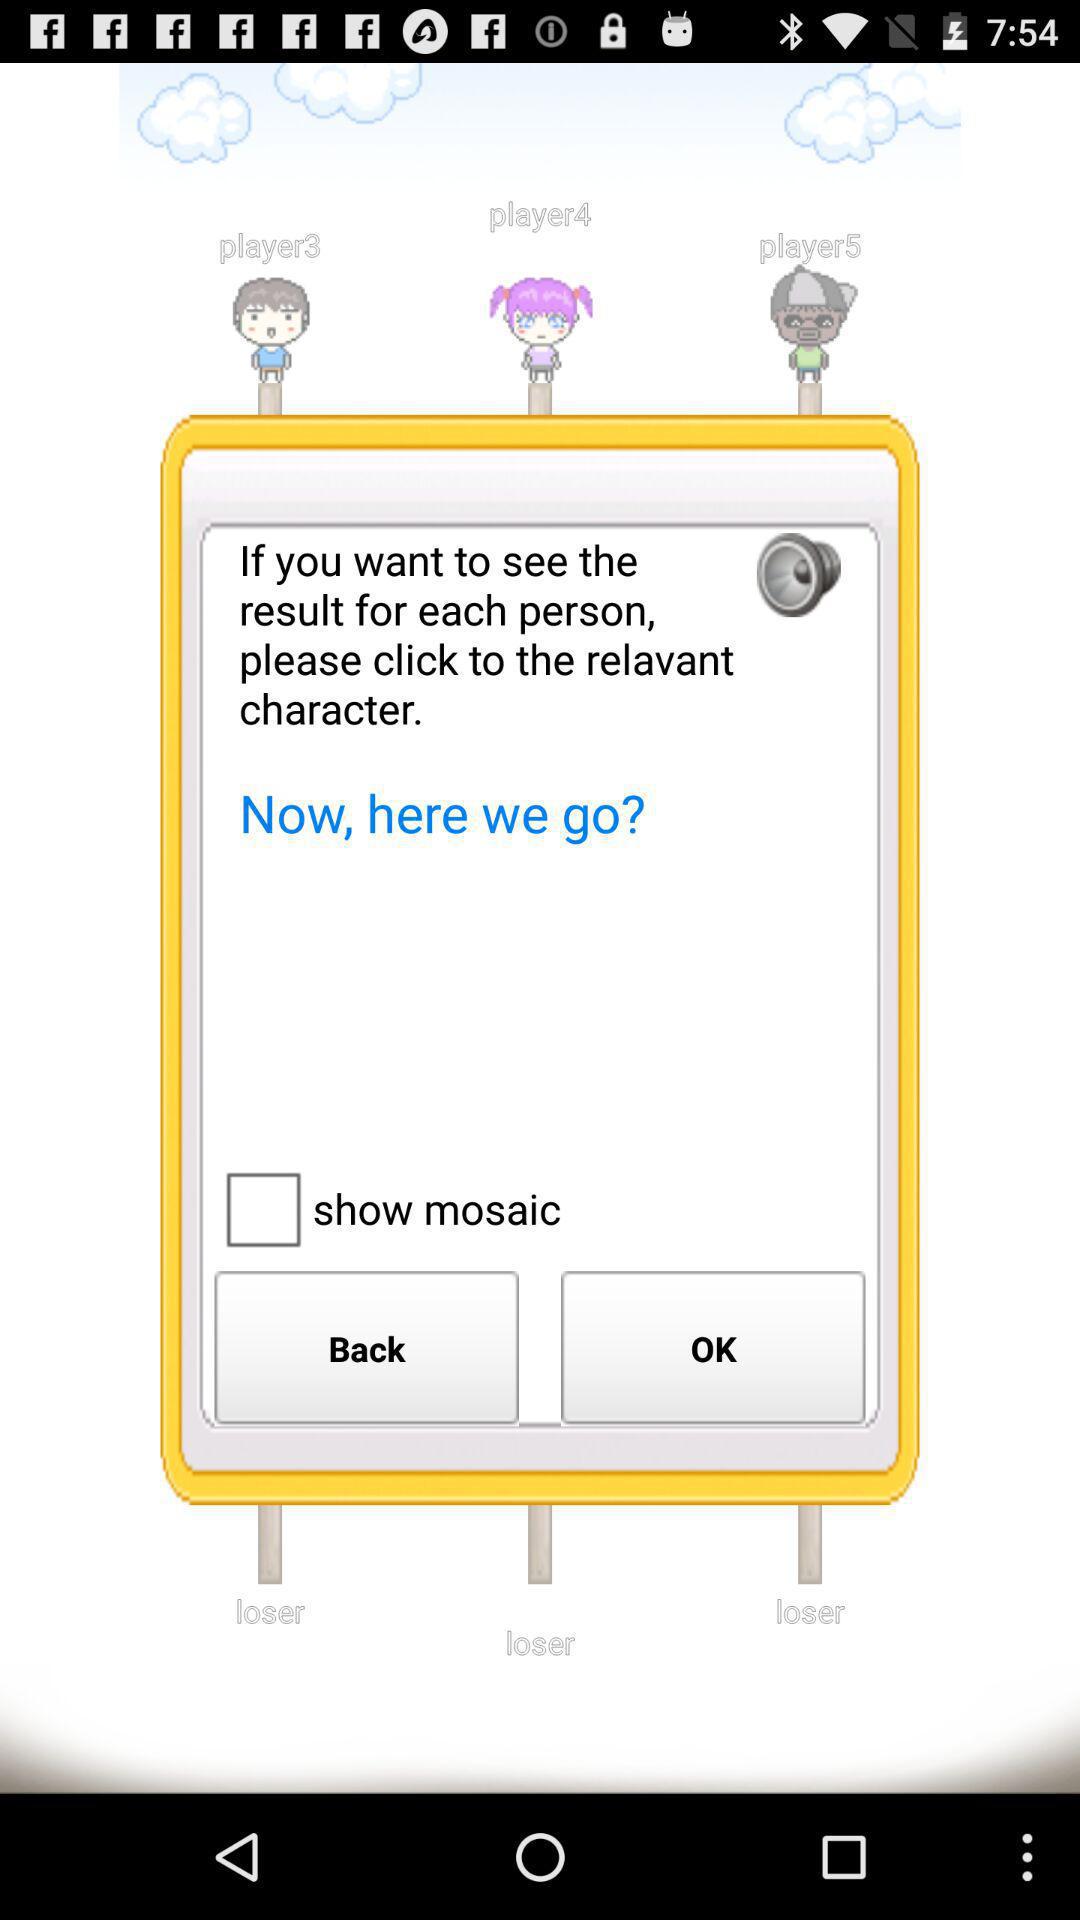 7:54
player4
player3
player5
If you want to see the
result for each person,
please click to the relavant
character.
Now, here we go?
show mosaic
Back
OK
loser
loser
loser